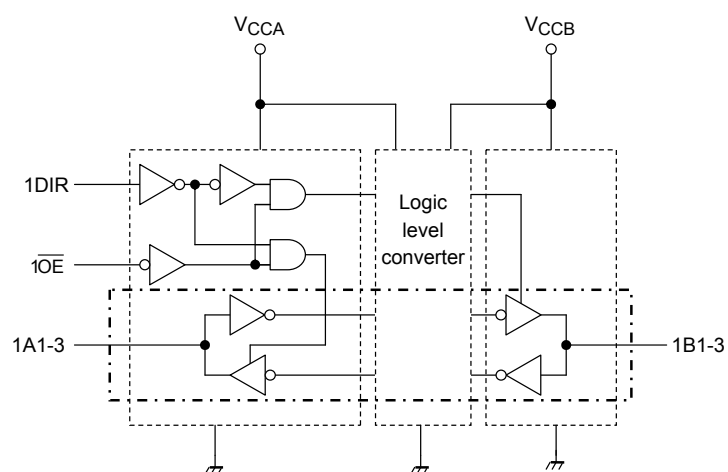 VCCA
VCCB
1DIR
1OE
Logic
level
converter
1A1-3
1B1-3